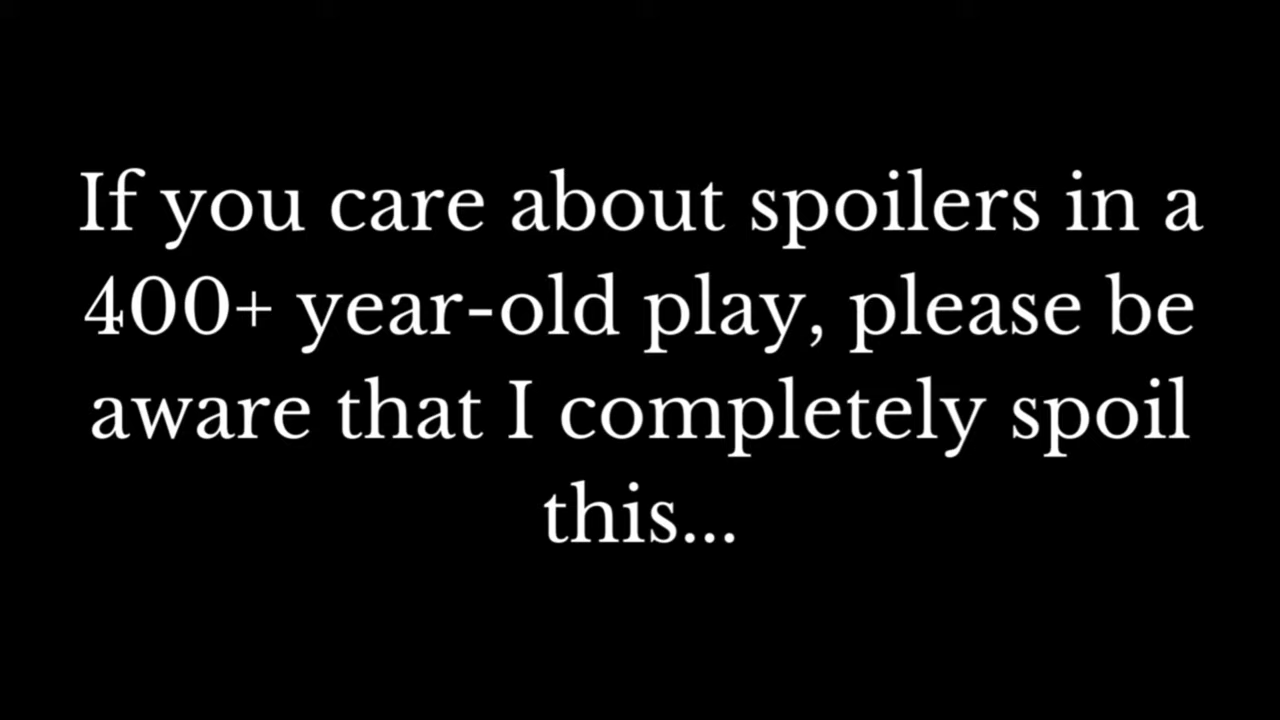 If you care about spoilers in a
400+ year-old play, please be
aware that I completely spoil
this...